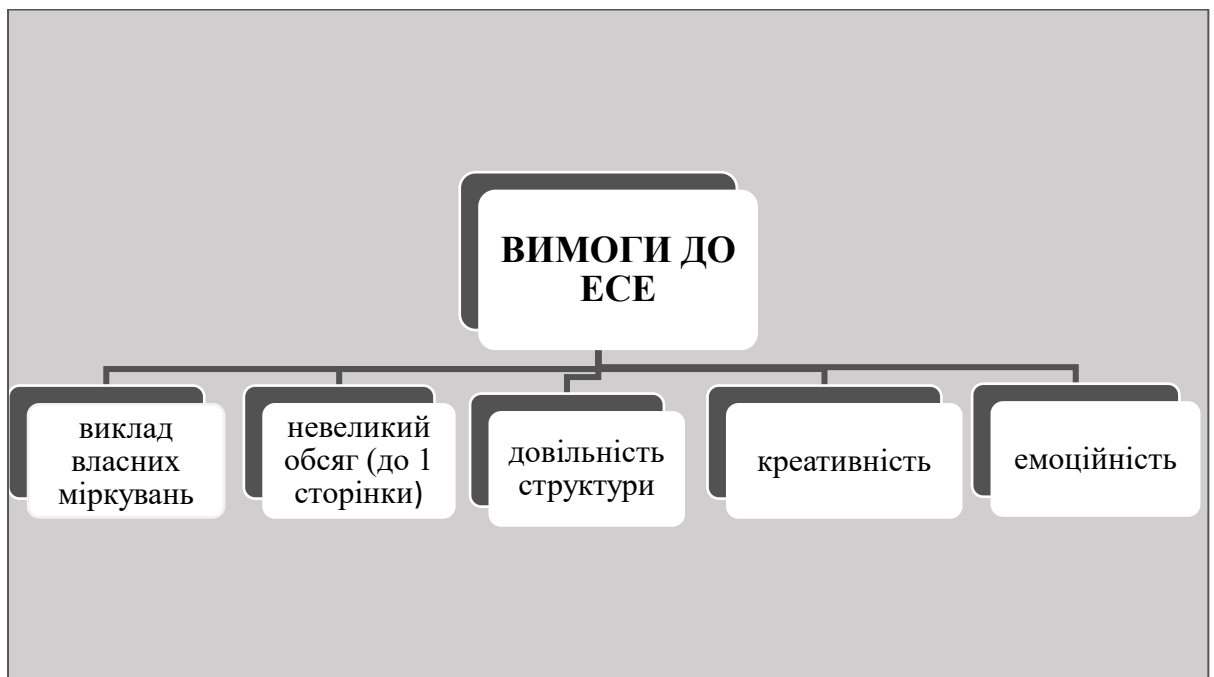 ВИМОГИ ДО
ЕСЕ
виклад
власних
міркувань
невеликий
обсяг (до 1
сторінки)
довільність
структури
креативність
емоційність